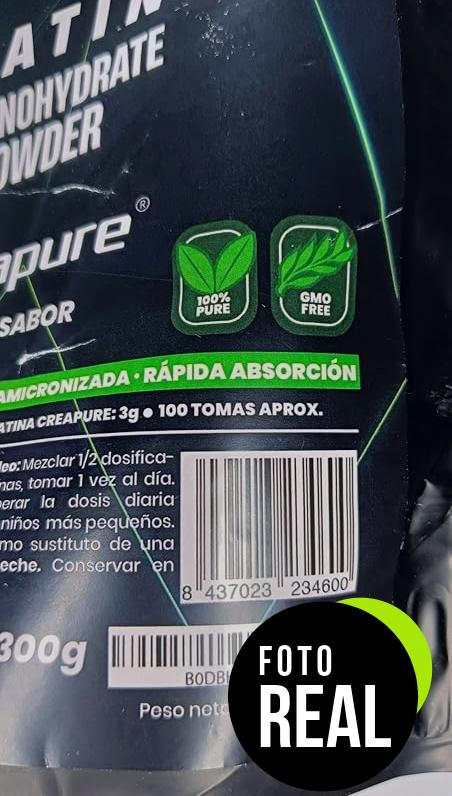 ATIN
NOHYDRATE
OWDER
apure®
SABOR
100%
PURE
GMO
FREE
AMICRONIZADA · RÁPIDA ABSORCIÓN
ATINA CREAPURE: 3g ● 100 TOMAS APROX.
leo: Mezclar 1/2 dosifica-
nas, tomar 1 vez al día.
erar la dosis diaria
niños más pequeños.
mo sustituto de una
eche. Conservar en
8 437023 234600
300g
B0DB
Peso neto
FOTO
REAL